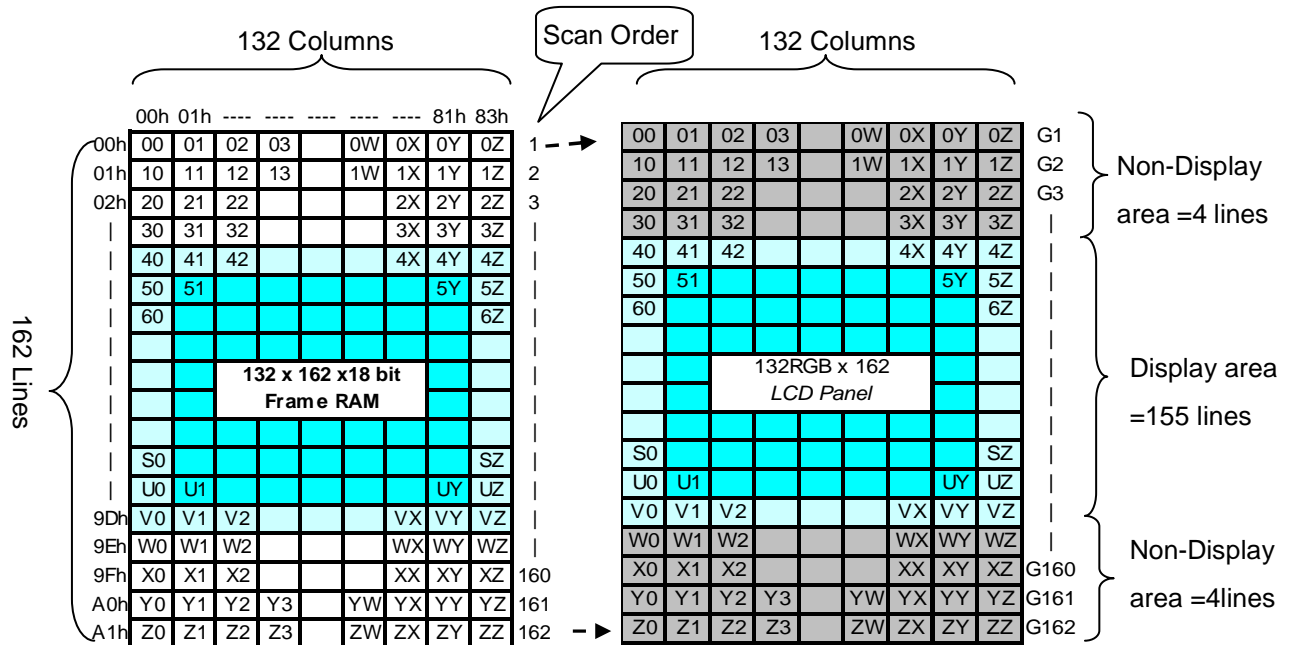 132 Columns
Scan Order
132 Columns
00h 01h ---- ---- ---- ---- 81h 83h
00h 00 01 02 03 0W 0X 0Y 0Z 1
01h 10 11 12 13 1W 1X 1Y 1Z 2
02h 20 21 22 2X 2Y 2Z 3
30 31 32 3X 3Y 3Z
40 41 42 4X 4Y 4Z
50 51 5Y 5Z
60 6Z
132 x 162 x18 bit
Frame RAM
S0 SZ
U0 U1 UY UZ
9Dh V0 V1 V2 VX VY VZ
9Eh W0 W1 W2 WX WY WZ
9Fh X0 X1 X2 XX XY XZ 160
A0h Y0 Y1 Y2 Y3 YW YX YY YZ 161
A1h Z0 Z1 Z2 Z3 ZW ZX ZY ZZ 162
162 Lines
00 01 02 03 0W 0X 0Y 0Z G1
10 11 12 13 1W 1X 1Y 1Z G2
20 21 22 2X 2Y 2Z G3
30 31 32 3X 3Y 3Z
40 41 42 4X 4Y 4Z
50 51 5Y 5Z
60 6Z
132RGB x 162
LCD Panel
S0 SZ
U0 U1 UY UZ
V0 V1 V2 VX VY VZ
W0 W1 W2 WX WY WZ
X0 X1 X2 XX XY XZ G160
Y0 Y1 Y2 Y3 YW YX YY YZ G161
Z0 Z1 Z2 Z3 ZW ZX ZY ZZ G162
Non-Display
area =4 lines
Display area
=155 lines
Non-Display
area =4lines